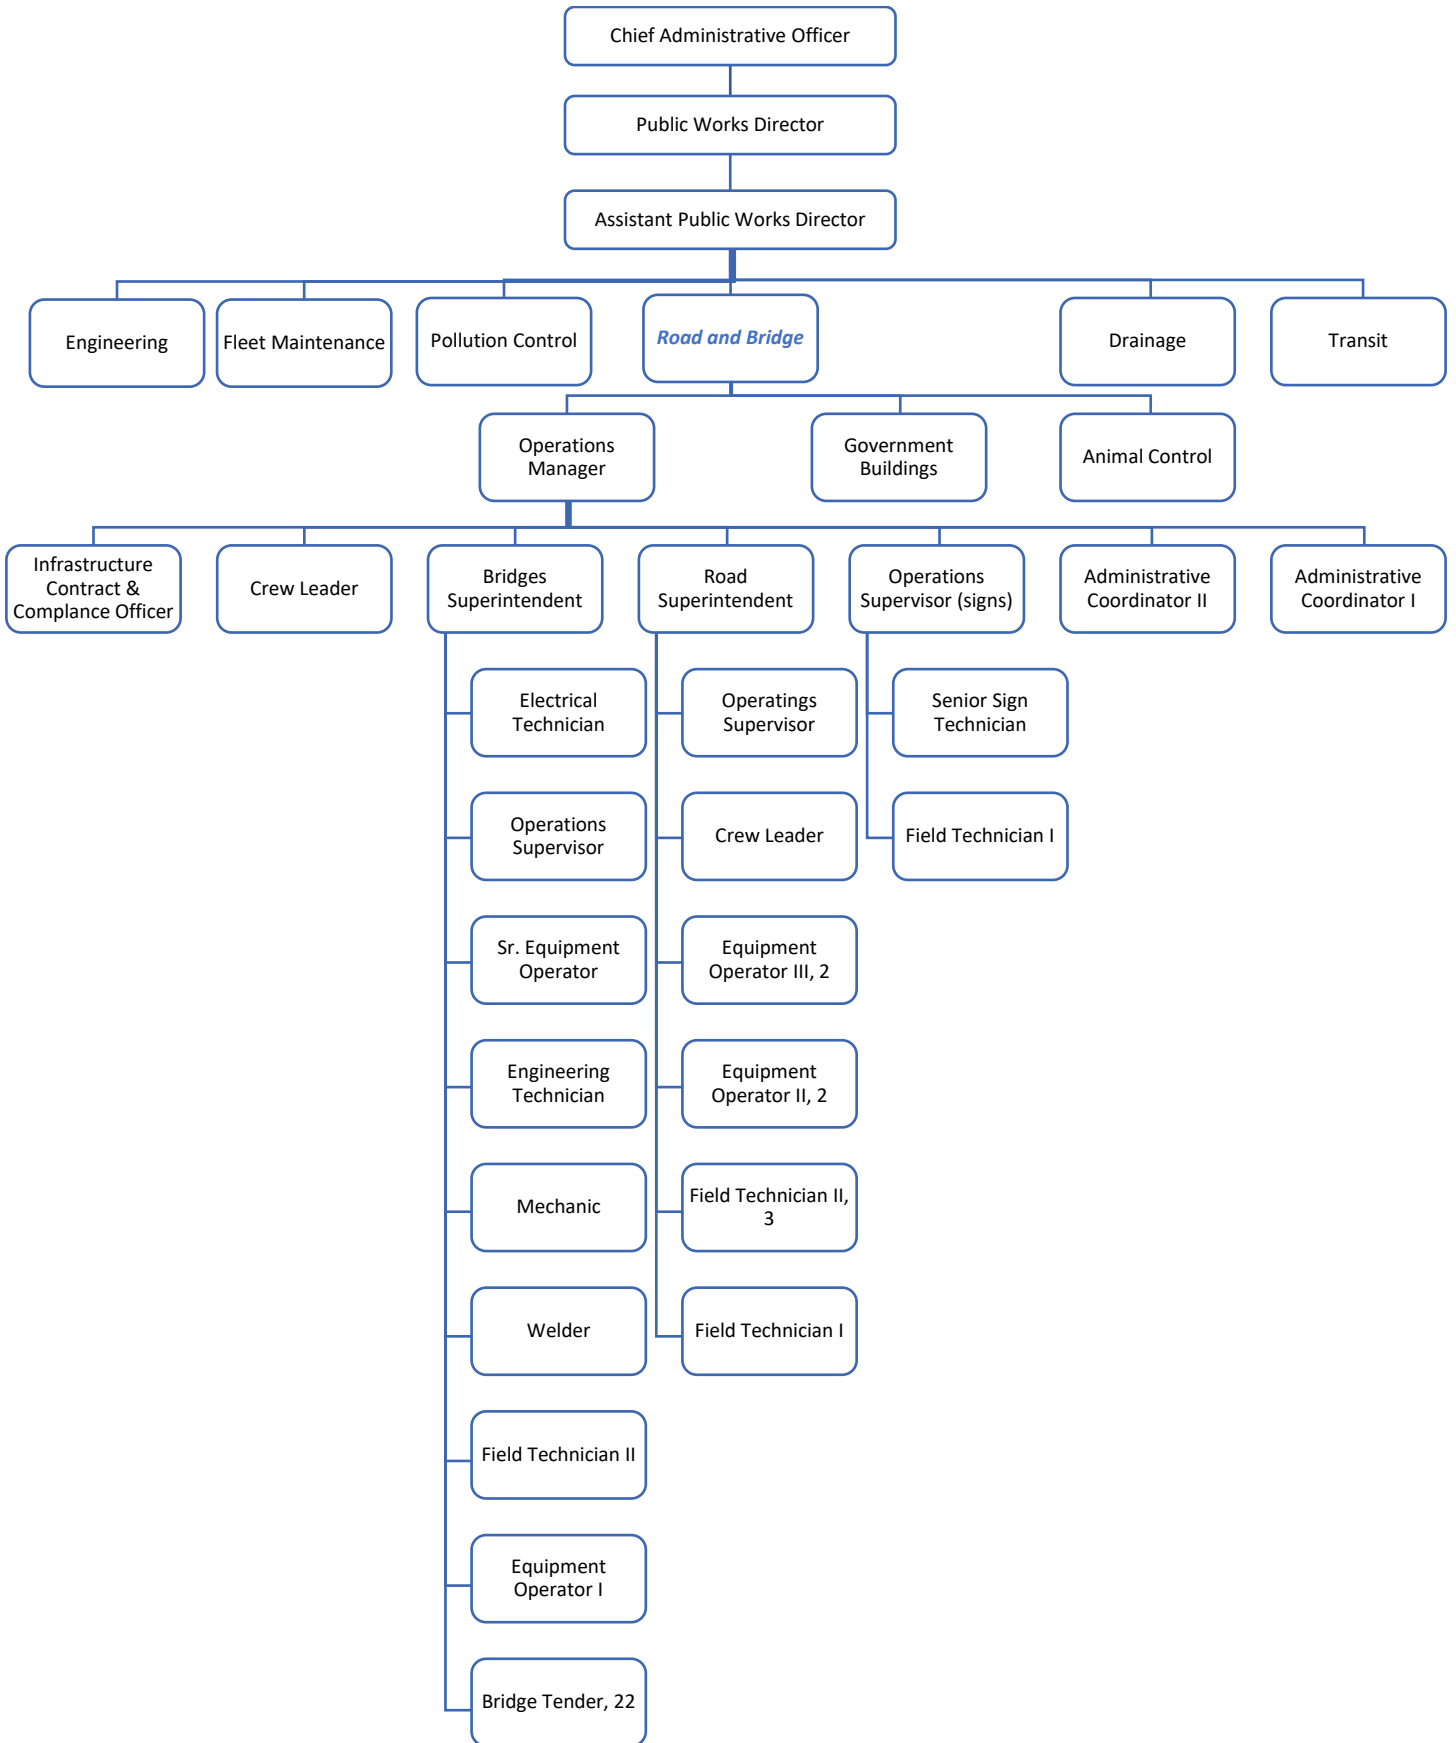 Chief Administrative Officer
Public Works Director
Assistant Public Works Director
Engineering
Fleet Maintenance
Pollution Control
Road and Bridge
Drainage
Transit
Operations
Manager
Government
Buildings
Animal Control
Infrastructure
Contract &
Complance Officer
Crew Leader
Bridges
Superintendent
Road
Superintendent
Operations
Supervisor (signs)
Administrative
Coordinator II
Administrative
Coordinator I
Electrical
Technician
Operations
Supervisor
Sr. Equipment
Operator
Engineering
Technician
Mechanic
Welder
Field Technician II
Equipment
Operator I
Bridge Tender, 22
Operatings
Supervisor
Crew Leader
Equipment
Operator III, 2
Equipment
Operator II, 2
Field Technician II,
3
Field Technician I
Senior Sign
Technician
Field Technician I